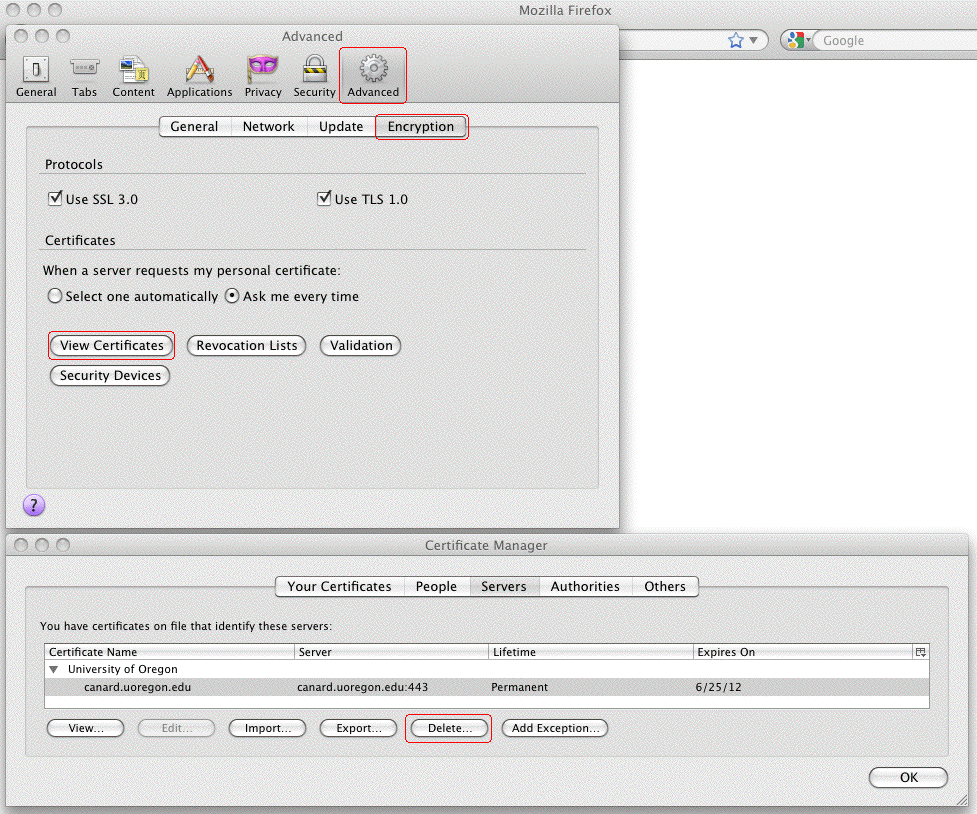 Mozilla Firefox
Advanced
Google
General Tabs Content Applications Privacy Security Advanced
General Network Update Encryption
Protocols
Use SSL 3.0 Use TLS 1.0
Certificates
When a server requests my personal certificate:
Select one automatically Ask me every time
View Certificates Revocation Lists Validation
Security Devices
?
Certificate Manager
Your Certificates People Servers Authorities Others
You have certificates on file that identify these servers:
Certificate Name Server Lifetime Expires On
University of Oregon
canard.uoregon.edu canard.uoregon.edu:443 Permanent 6/25/12
View... Edit... Import... Export... Delete... Add Exception...
OK